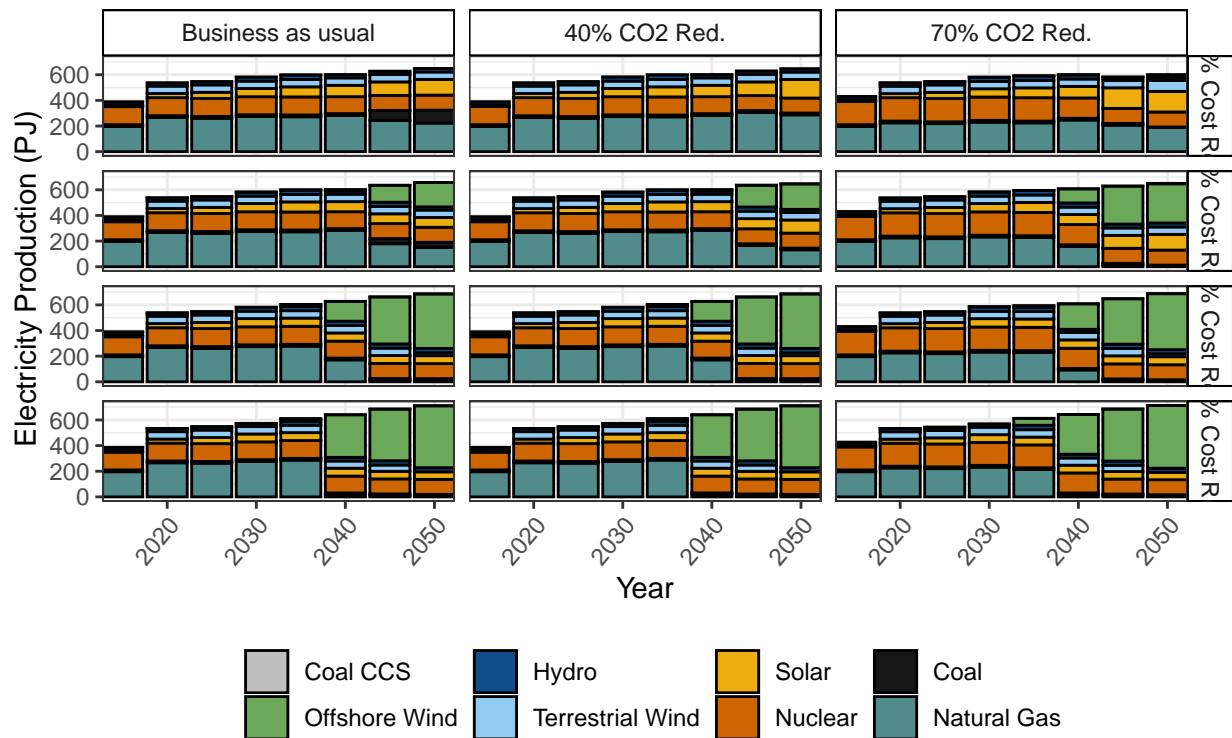 Business as usual 40% CO2 Red. 70% CO2 Red.
Electricity Production (PJ)
600
400
200
0
% Cost R
600
400
200
0
% Cost R
600
400
200
0
% Cost R
600
400
200
0
% Cost R
2020 2030 2040 2050 2020 2030 2040 2050 2020 2030 2040 2050
Year
Coal CCS Hydro Solar Coal
Offshore Wind Terrestrial Wind Nuclear Natural Gas